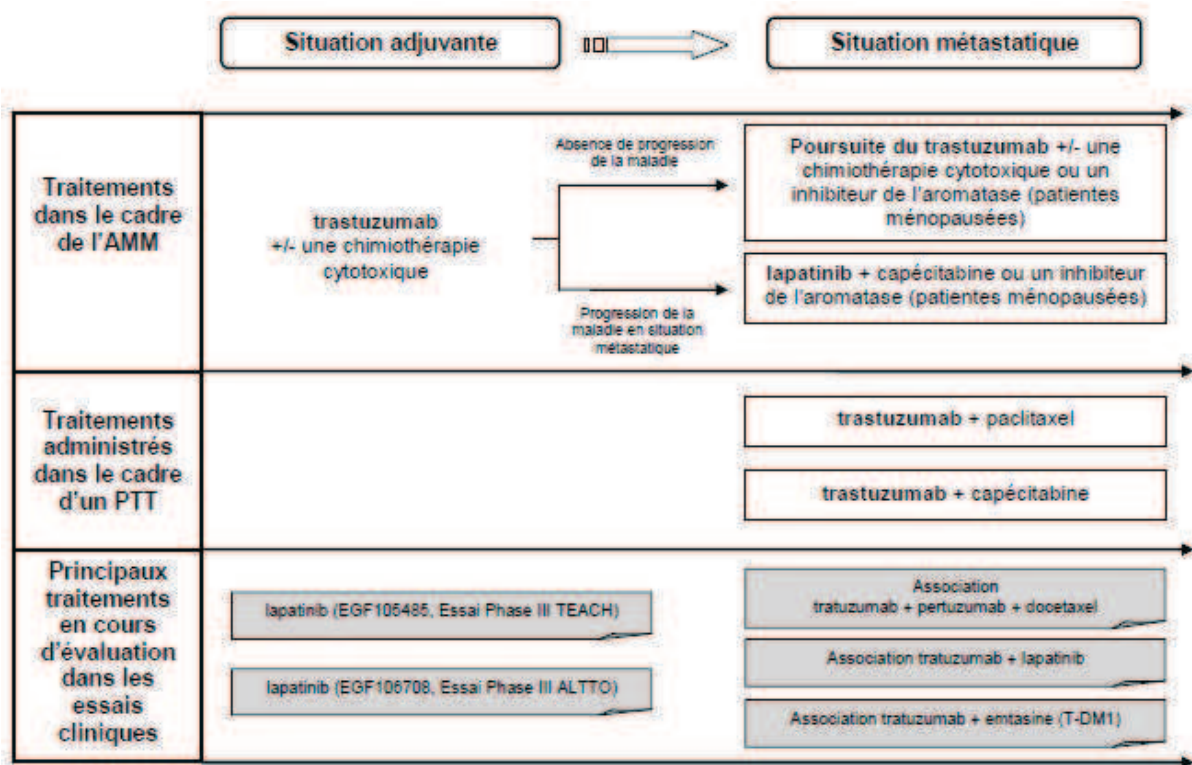 Situation adjuvante
Situation métastatique
Traitements
dans le cadre
de l'AMM
trastuzumab
+/- une chimiothérapie
cytotoxique
Absence de progression
de la maladie
Progression de la
maladie en situation
métastatique
Poursuite du trastuzumab +/- une
chimiothérapie cytotoxique ou un
inhibiteur de l'aromatase (patientes
ménopausées)
lapatinib + capécitabine ou un inhibiteur
de l'aromatase (patientes ménopausées)
Traitements
administrés
dans le cadre
d'un PTT
trastuzumab + paclitaxel
trastuzumab + capécitabine
Principaux
traitements
en cours
d'évaluation
dans les
essais
cliniques
lapatinib (EGF105485, Essai Phase III TEACH)
lapatinib (EGF106708, Essai Phase III ALTTO)
Association
tratuzumab + pertuzumab + docetaxel
Association tratuzumab + lapatinib
Association tratuzumab + emtasine (T-DM1)